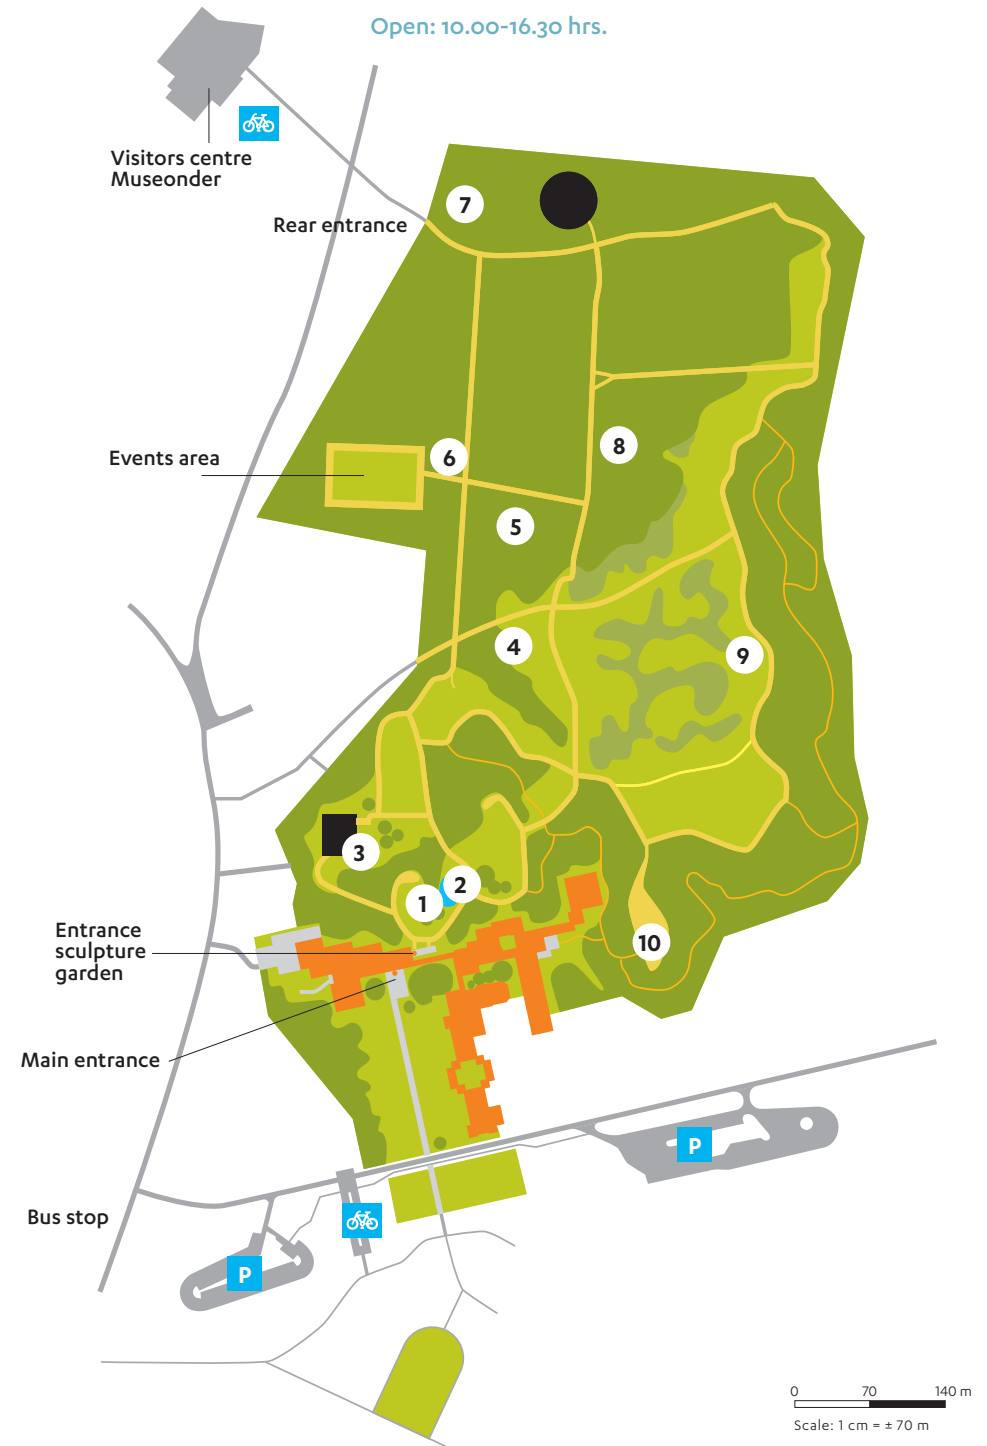 Open: 10.00-16.30 hrs.
Visitors centre
Museonder
7
Rear entrance
8
Events area
6
5
4
9
3
2
1
Entrance
sculpture
garden
10
Main entrance
P
Bus stop
P
0 70 140 m
Scale: 1 cm = ± 70 m